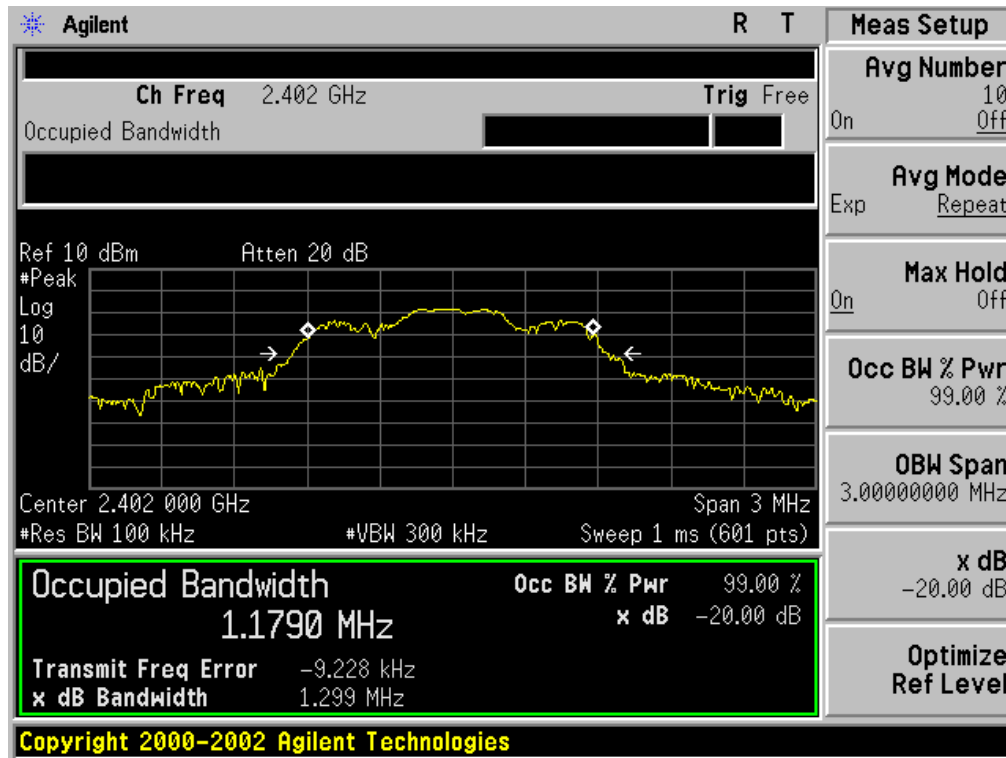 Agilent
R T
Ch Freq 2.402 GHz
Trig Free
Occupied Bandwidth
Ref 10 dBm
Atten 20 dB
#Peak
Log
10
dB/
Center 2.402 000 GHz
Span 3 MHz
#Res BW 100 kHz
#VBW 300 kHz
Sweep 1 ms (601 pts)
Occupied Bandwidth
1.1790 MHz
Occ BW % Pwr 99.00 %
x dB -20.00 dB
Transmit Freq Error -9.228 kHz
x dB Bandwidth 1.299 MHz
Copyright 2000-2002 Agilent Technologies
Meas Setup
Avg Number
10
On Off
Avg Mode
Exp Repeat
Max Hold
On Off
Occ BW % Pwr
99.00 %
OBW Span
3.00000000 MHz
x dB
-20.00 dB
Optimize
Ref Level